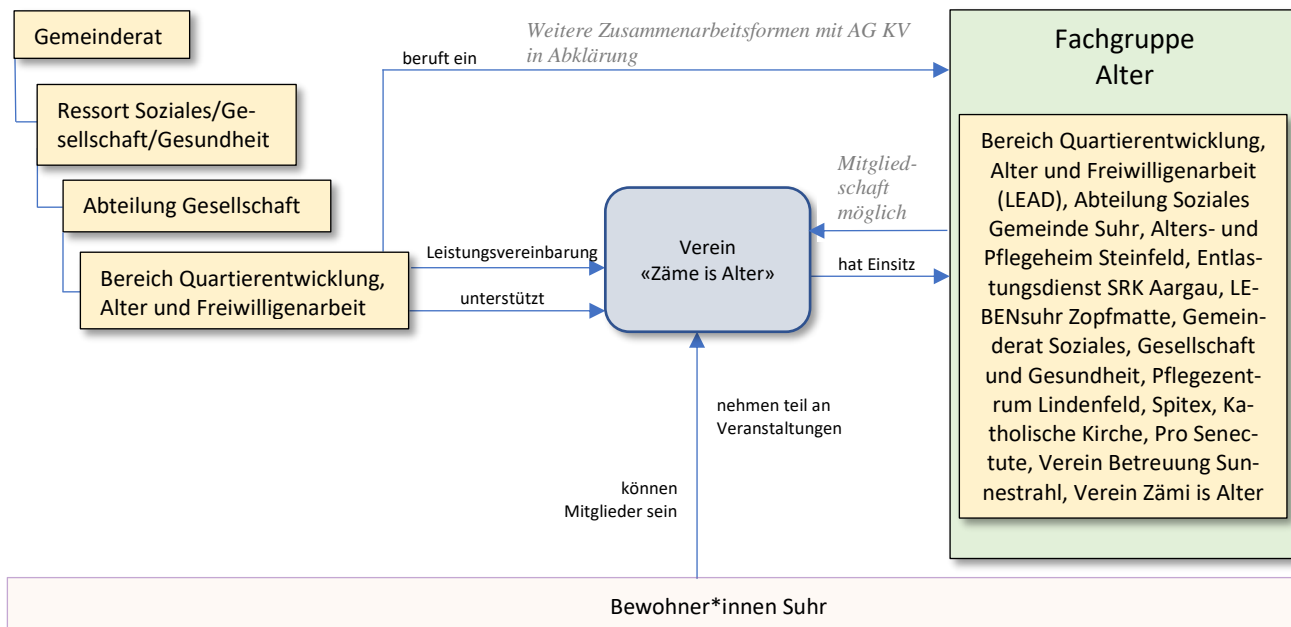 Gemeinderat
Ressort Soziales/Ge-
sellschaft/Gesundheit
Abteilung Gesellschaft
Bereich Quartierentwicklung,
Alter und Freiwilligenarbeit
beruft ein
Weitere Zusammenarbeitsformen mit AG KV
in Abklärung
Leistungsvereinbarung
unterstützt
Verein
«Zäme is Alter»
Mitglied-
schaft
möglich
hat Einsitz
Fachgruppe
Alter
Bereich Quartierentwicklung,
Alter und Freiwilligenarbeit
(LEAD), Abteilung Soziales
Gemeinde Suhr, Alters- und
Pflegeheim Steinfeld, Entlas-
tungsdienst SRK Aargau, LE-
BENsuhr Zopfmatte, Gemein-
derat Soziales, Gesellschaft
und Gesundheit, Pflegezent-
rum Lindenfeld, Spitex, Ka-
tholische Kirche, Pro Senec-
tute, Verein Betreuung Sun-
nestrahl, Verein Zämi is Alter
nehmen teil an
Veranstaltungen
können
Mitglieder sein
Bewohner*innen Suhr